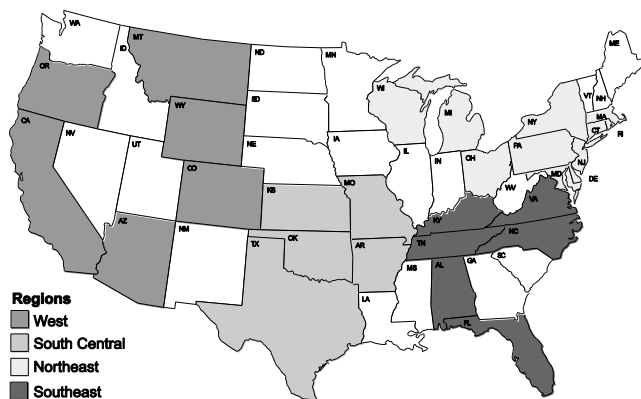 WA
ME
MT
ND
MN
ID
VT
NH
OR
WI
SD
MI
NY
MA
WY
CT
RI
CA
IA
PA
NV
NE
OH
NJ
UT
IL
IN
MD
DE
CO
WV
KS
MO
VA
KY
AZ
NC
OK
TN
NM
TX
AR
SC
MS
AL
GA
LA
FL
Regions
West
South Central
Northeast
Southeast